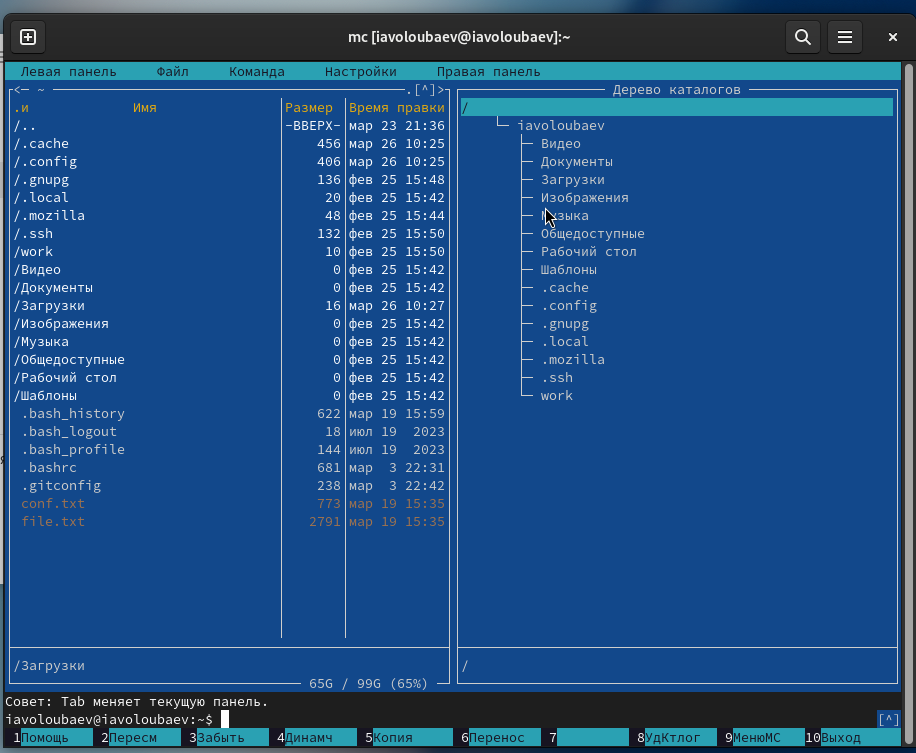 mc [iavoloubaev@iavoloubaev]:~
Левая панель Файл Команда Настройки Правая панель
<─ ~ .[^]> Дерево каталогов
.и Имя Размер Время правки
/.. -ВВЕРХ- мар 23 21:36
/.cache 456 мар 26 10:25
/.config 406 мар 26 10:25
/.gnupg 136 фев 25 15:48
/.local 20 фев 25 15:42
/.mozilla 48 фев 25 15:44
/.ssh 132 фев 25 15:50
/work 10 фев 25 15:50
/Видео 0 фев 25 15:42
/Документы 0 фев 25 15:42
/Загрузки 16 мар 26 10:27
/Изображения 0 фев 25 15:42
/Музыка 0 фев 25 15:42
/Общедоступные 0 фев 25 15:42
/Рабочий стол 0 фев 25 15:42
/Шаблоны 0 фев 25 15:42
.bash_history 622 мар 19 15:59
.bash_logout 18 июл 19 2023
.bash_profile 144 июл 19 2023
.bashrc 681 мар 3 22:31
.gitconfig 238 мар 3 22:42
conf.txt 773 мар 19 15:35
file.txt 2791 мар 19 15:35
/Загрузки
65G / 99G (65%)
/
iavoloubaev
Видео
Документы
Загрузки
Изображения
Музыка
Общедоступные
Рабочий стол
Шаблоны
.cache
.config
.gnupg
.local
.mozilla
.ssh
work
/
Совет: Tab меняет текущую панель.
iavoloubaev@iavoloubaev:~$ [^]
1Помощь 2Пересм 3Забыть 4Динамч 5Копия 6Перенос 7 8УдКтлог 9МенюMC 10Выход